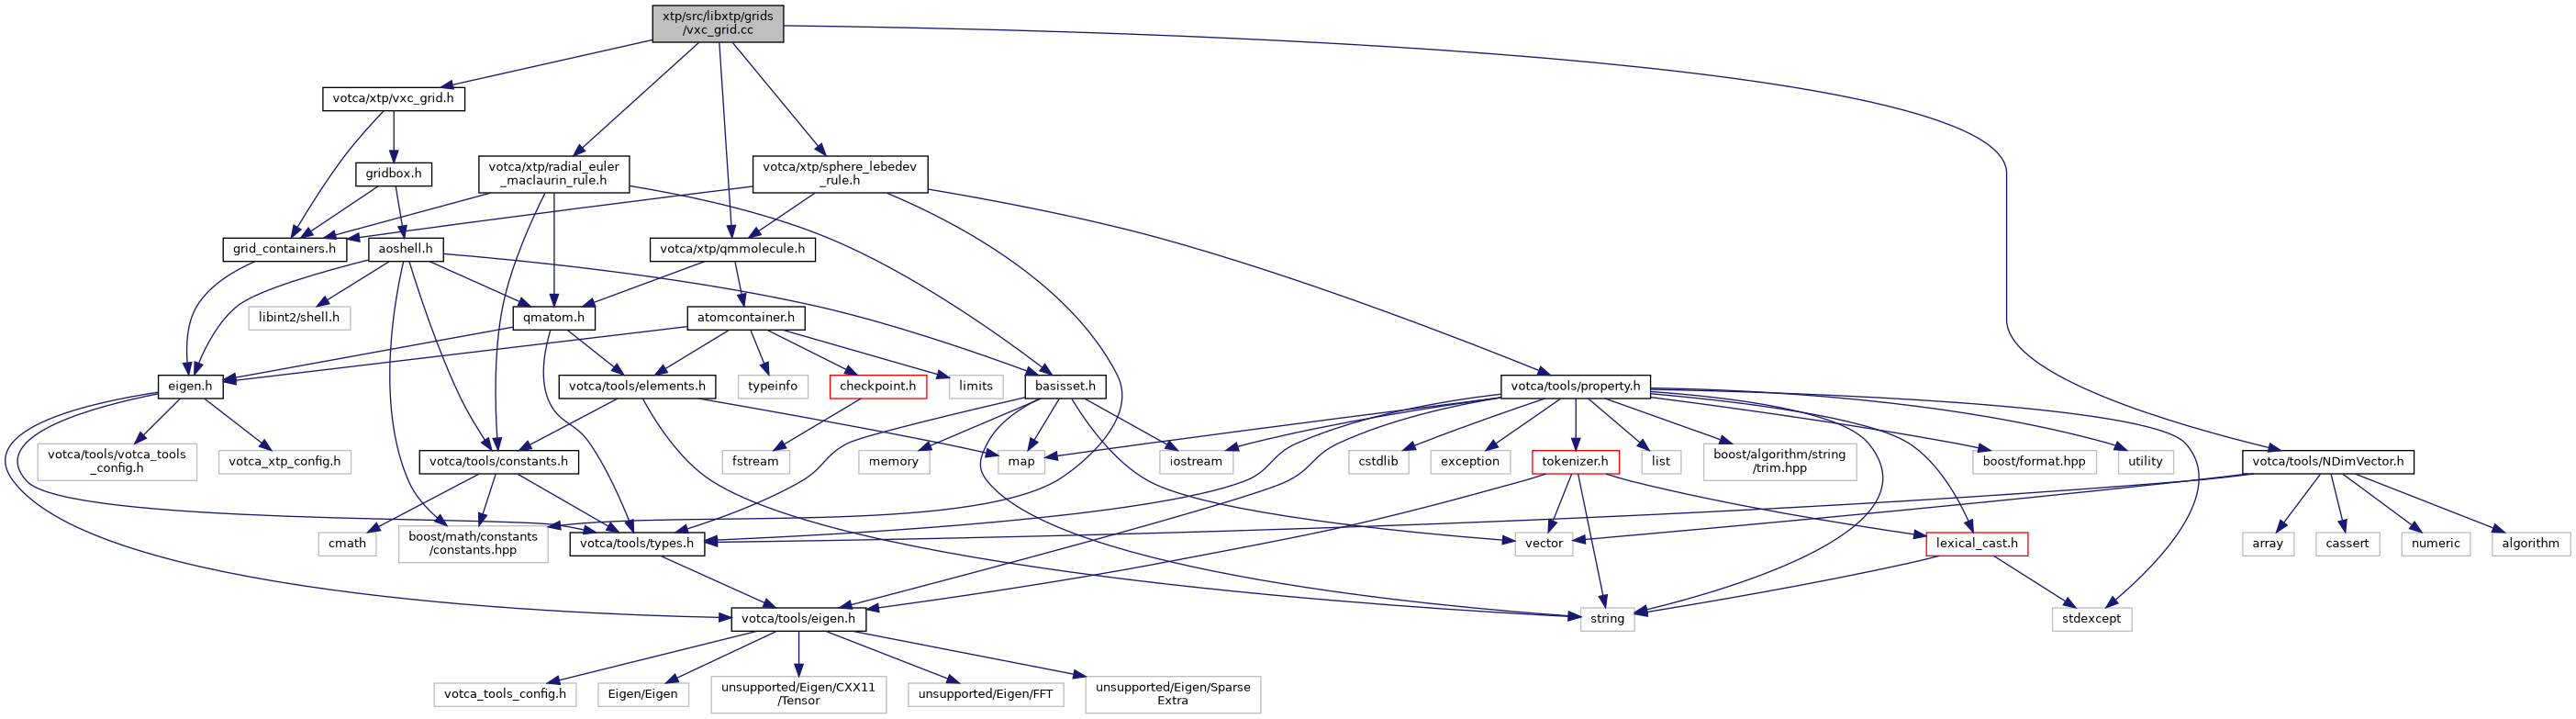 xtp/src/libxtp/grids
/vxc_grid.cc
votca/xtp/vxc_grid.h
gridbox.h
votca/xtp/radial_euler
_maclaurin_rule.h
votca/xtp/sphere_lebedev
_rule.h
grid_containers.h
aoshell.h
votca/xtp/qmmolecule.h
libint2/shell.h
qmatom.h
atomcontainer.h
eigen.h
votca/tools/elements.h
typeinfo
checkpoint.h
limits
basisset.h
votca/tools/property.h
votca/tools/votca_tools
_config.h
votca_xtp_config.h
votca/tools/constants.h
fstream
memory
map
iostream
cstdlib
exception
tokenizer.h
list
boost/algorithm/string
/trim.hpp
boost/format.hpp
utility
votca/tools/NDimVector.h
cmath
boost/math/constants
/constants.hpp
votca/tools/types.h
vector
lexical_cast.h
array
cassert
numeric
algorithm
votca/tools/eigen.h
string
stdexcept
votca_tools_config.h
Eigen/Eigen
unsupported/Eigen/CXX11
/Tensor
unsupported/Eigen/FFT
unsupported/Eigen/Sparse
Extra